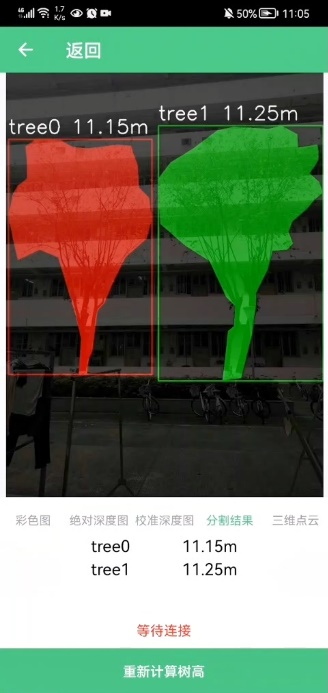 4G 1.7 K/s 50% 11:05
返回
tree0 11.15m
tree1 11.25m
彩色图 绝对深度图 校准深度图 分割结果 三维点云
tree0 11.15m
tree1 11.25m
等待连接
重新计算树高